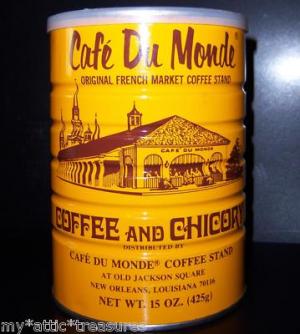 Café Du Monde®
ORIGINAL FRENCH MARKET COFFEE STAND
CAFE DU MONDE
COFFEE AND CHICORY
DISTRIBUTED BY
CAFÉ DU MONDE® COFFEE STAND
AT OLD JACKSON SQUARE
NEW ORLEANS, LOUISIANA 70116
NET WT. 15 OZ. (425g)
my*attic*treasures